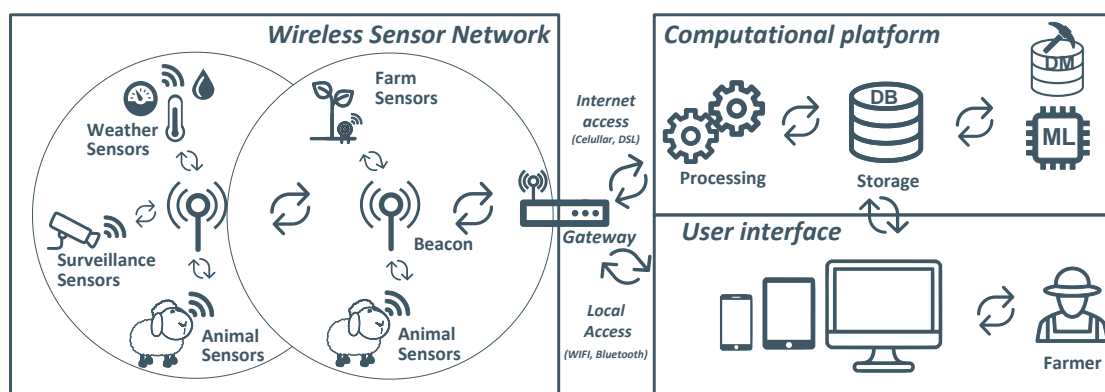 Wireless Sensor Network
Weather
Sensors
Farm
Sensors
Surveillance
Sensors
Beacon
Animal
Sensors
Animal
Sensors
Internet
access
(Celullar, DSL)
Gateway
Local
Access
(WIFI, Bluetooth)
Computational platform
Processing
DB
Storage
DM
ML
User interface
Farmer